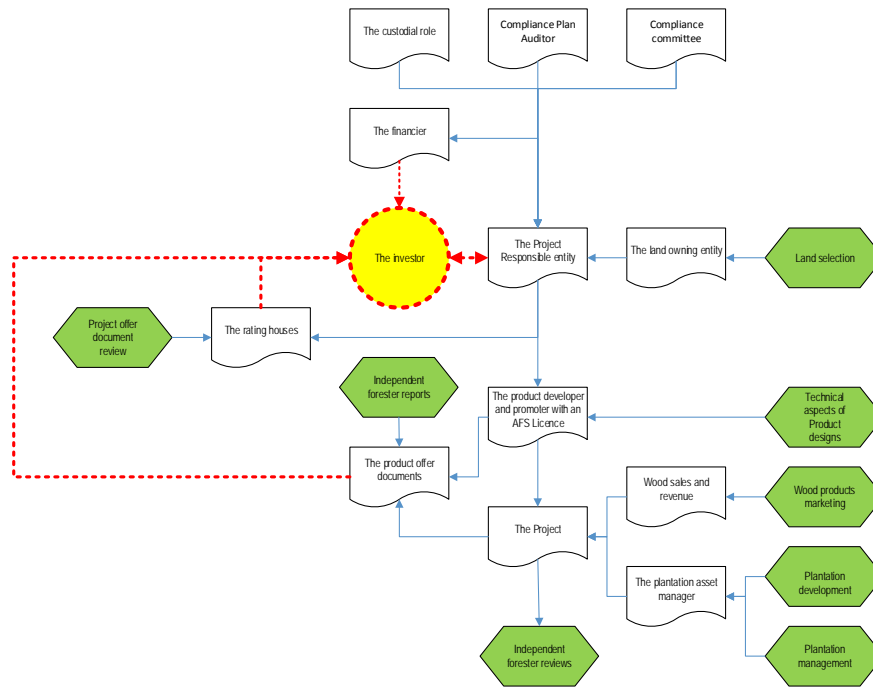 The custodial role
Compliance Plan
Auditor
Compliance
committee
The financier
The investor
The Project
Responsible entity
The land owning entity
Land selection
Project offer
document
review
The rating houses
Independent
forester reports
The product developer
and promoter with an
AFS Licence
Technical
aspects of
Product
designs
The product offer
documents
Wood sales and
revenue
Wood products
marketing
The Project
The plantation asset
manager
Plantation
development
Independent
forester reviews
Plantation
management